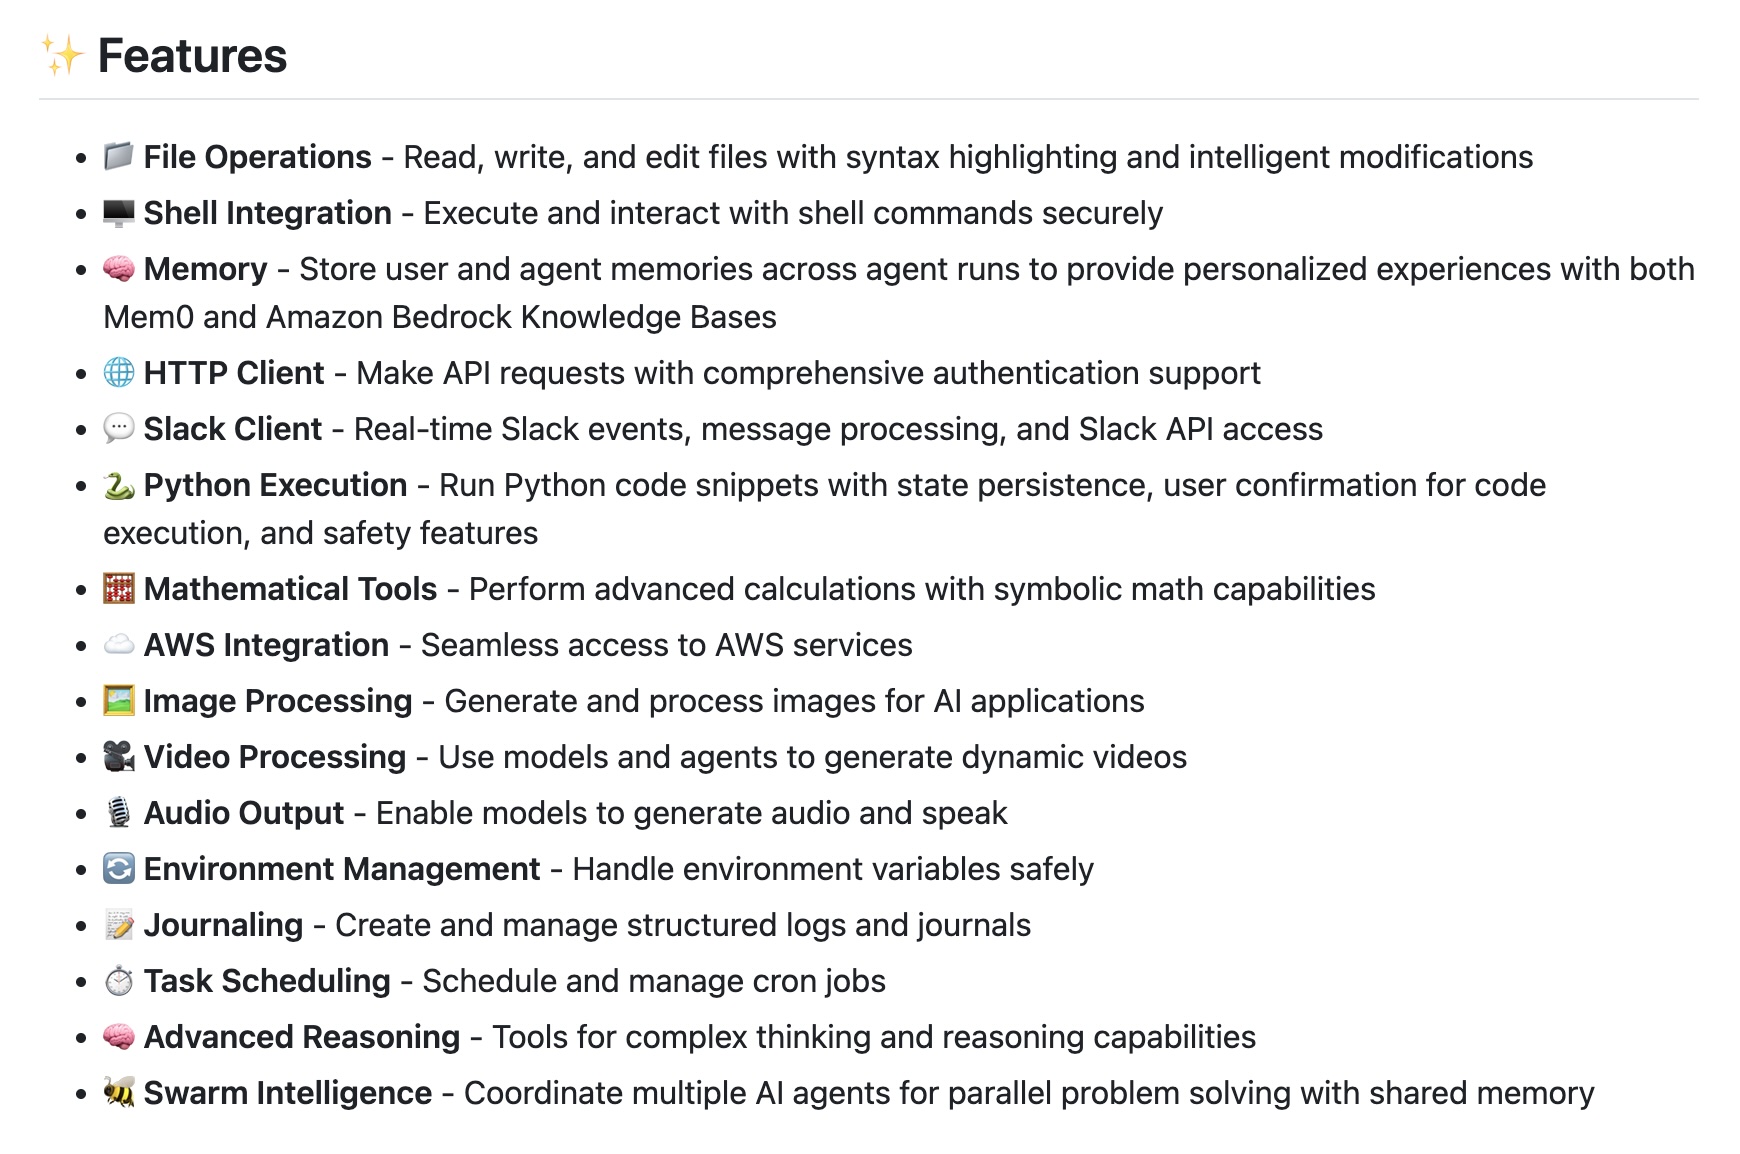 ✨ Features
• 📁 File Operations - Read, write, and edit files with syntax highlighting and intelligent modifications
• 🖥️ Shell Integration - Execute and interact with shell commands securely
• 🧠 Memory - Store user and agent memories across agent runs to provide personalized experiences with both
Mem0 and Amazon Bedrock Knowledge Bases
• 🌐 HTTP Client - Make API requests with comprehensive authentication support
• 💬 Slack Client - Real-time Slack events, message processing, and Slack API access
• 🐍 Python Execution - Run Python code snippets with state persistence, user confirmation for code
execution, and safety features
• 🧮 Mathematical Tools - Perform advanced calculations with symbolic math capabilities
• ☁️ AWS Integration - Seamless access to AWS services
• 🖼️ Image Processing - Generate and process images for AI applications
• 🎥 Video Processing - Use models and agents to generate dynamic videos
• 🎙️ Audio Output - Enable models to generate audio and speak
• 🔄 Environment Management - Handle environment variables safely
• 📝 Journaling - Create and manage structured logs and journals
• ⏱️ Task Scheduling - Schedule and manage cron jobs
• 🧠 Advanced Reasoning - Tools for complex thinking and reasoning capabilities
• 🐝 Swarm Intelligence - Coordinate multiple AI agents for parallel problem solving with shared memory